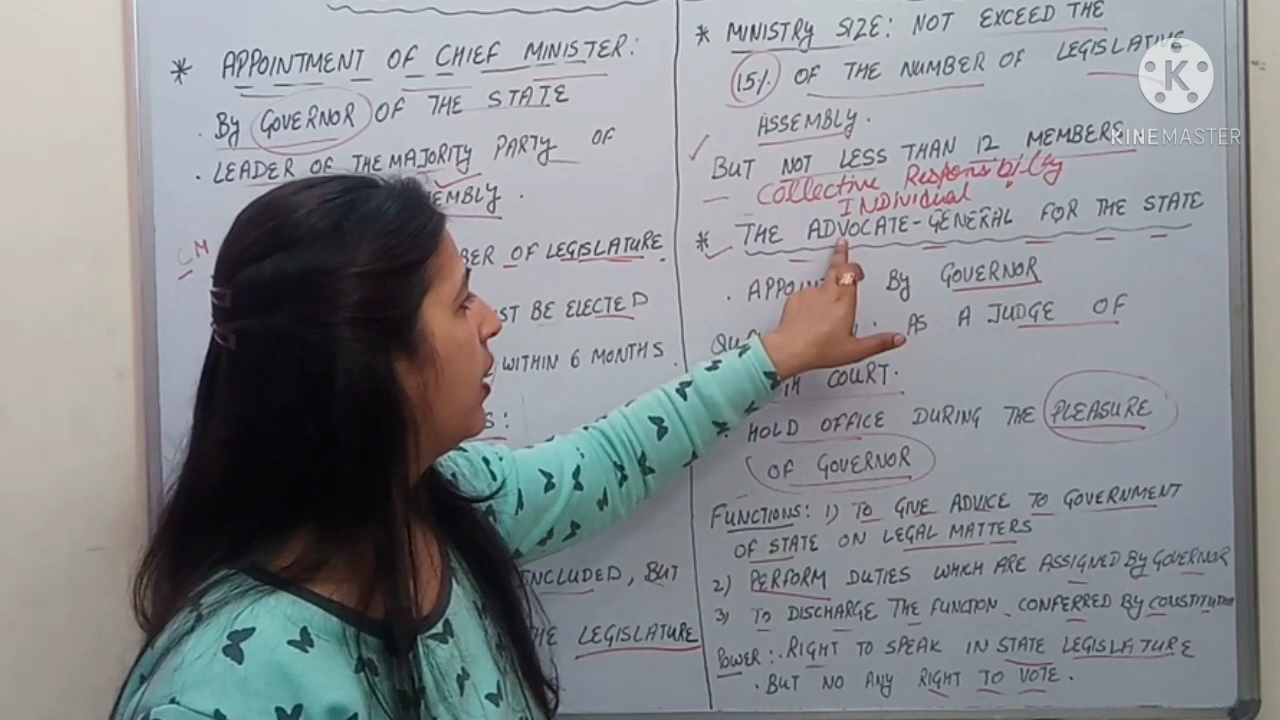 * APPOINTMENT OF CHIEF MINISTER:
. By GOVERNOR OF THE STATE
. LEADER OF THE MAJORITY PARTY OF
EMBLY.
CM
BER OF LEGISLATURE.
ST BE ELECTED
WITHIN 6 MONTHS.
S:
INCLUDED, BUT
THE LEGISLATURE
* MINISTRY SIZE: NOT EXCEED THE
15% OF THE NUMBER OF LEGISLATIVE
ASSEMBLY.
BUT NOT LESS THAN 12 MEMBERS
Collective Responsibility
INDividual
* THE ADVOCATE-GENERAL FOR THE STATE
. APPOINT By GOVERNOR
QU . AS A JUDGE OF
H COURT.
. HOLD OFFICE DURING THE PLEASURE
OF GOVERNOR
FUNCTIONS: 1) TO GIVE ADVICE TO GOVERNMENT
OF STATE ON LEGAL MATTERS
2) PERFORM DUTIES WHICH ARE ASSIGNED By GOVERNOR
3) TO DISCHARGE THE FUNCTION CONFERRED BY CONSTITUTION
POWER: . RIGHT TO SPEAK IN STATE LEGISLATURE
. BUT NO ANY RIGHT TO VOTE.
K
KINEMASTER